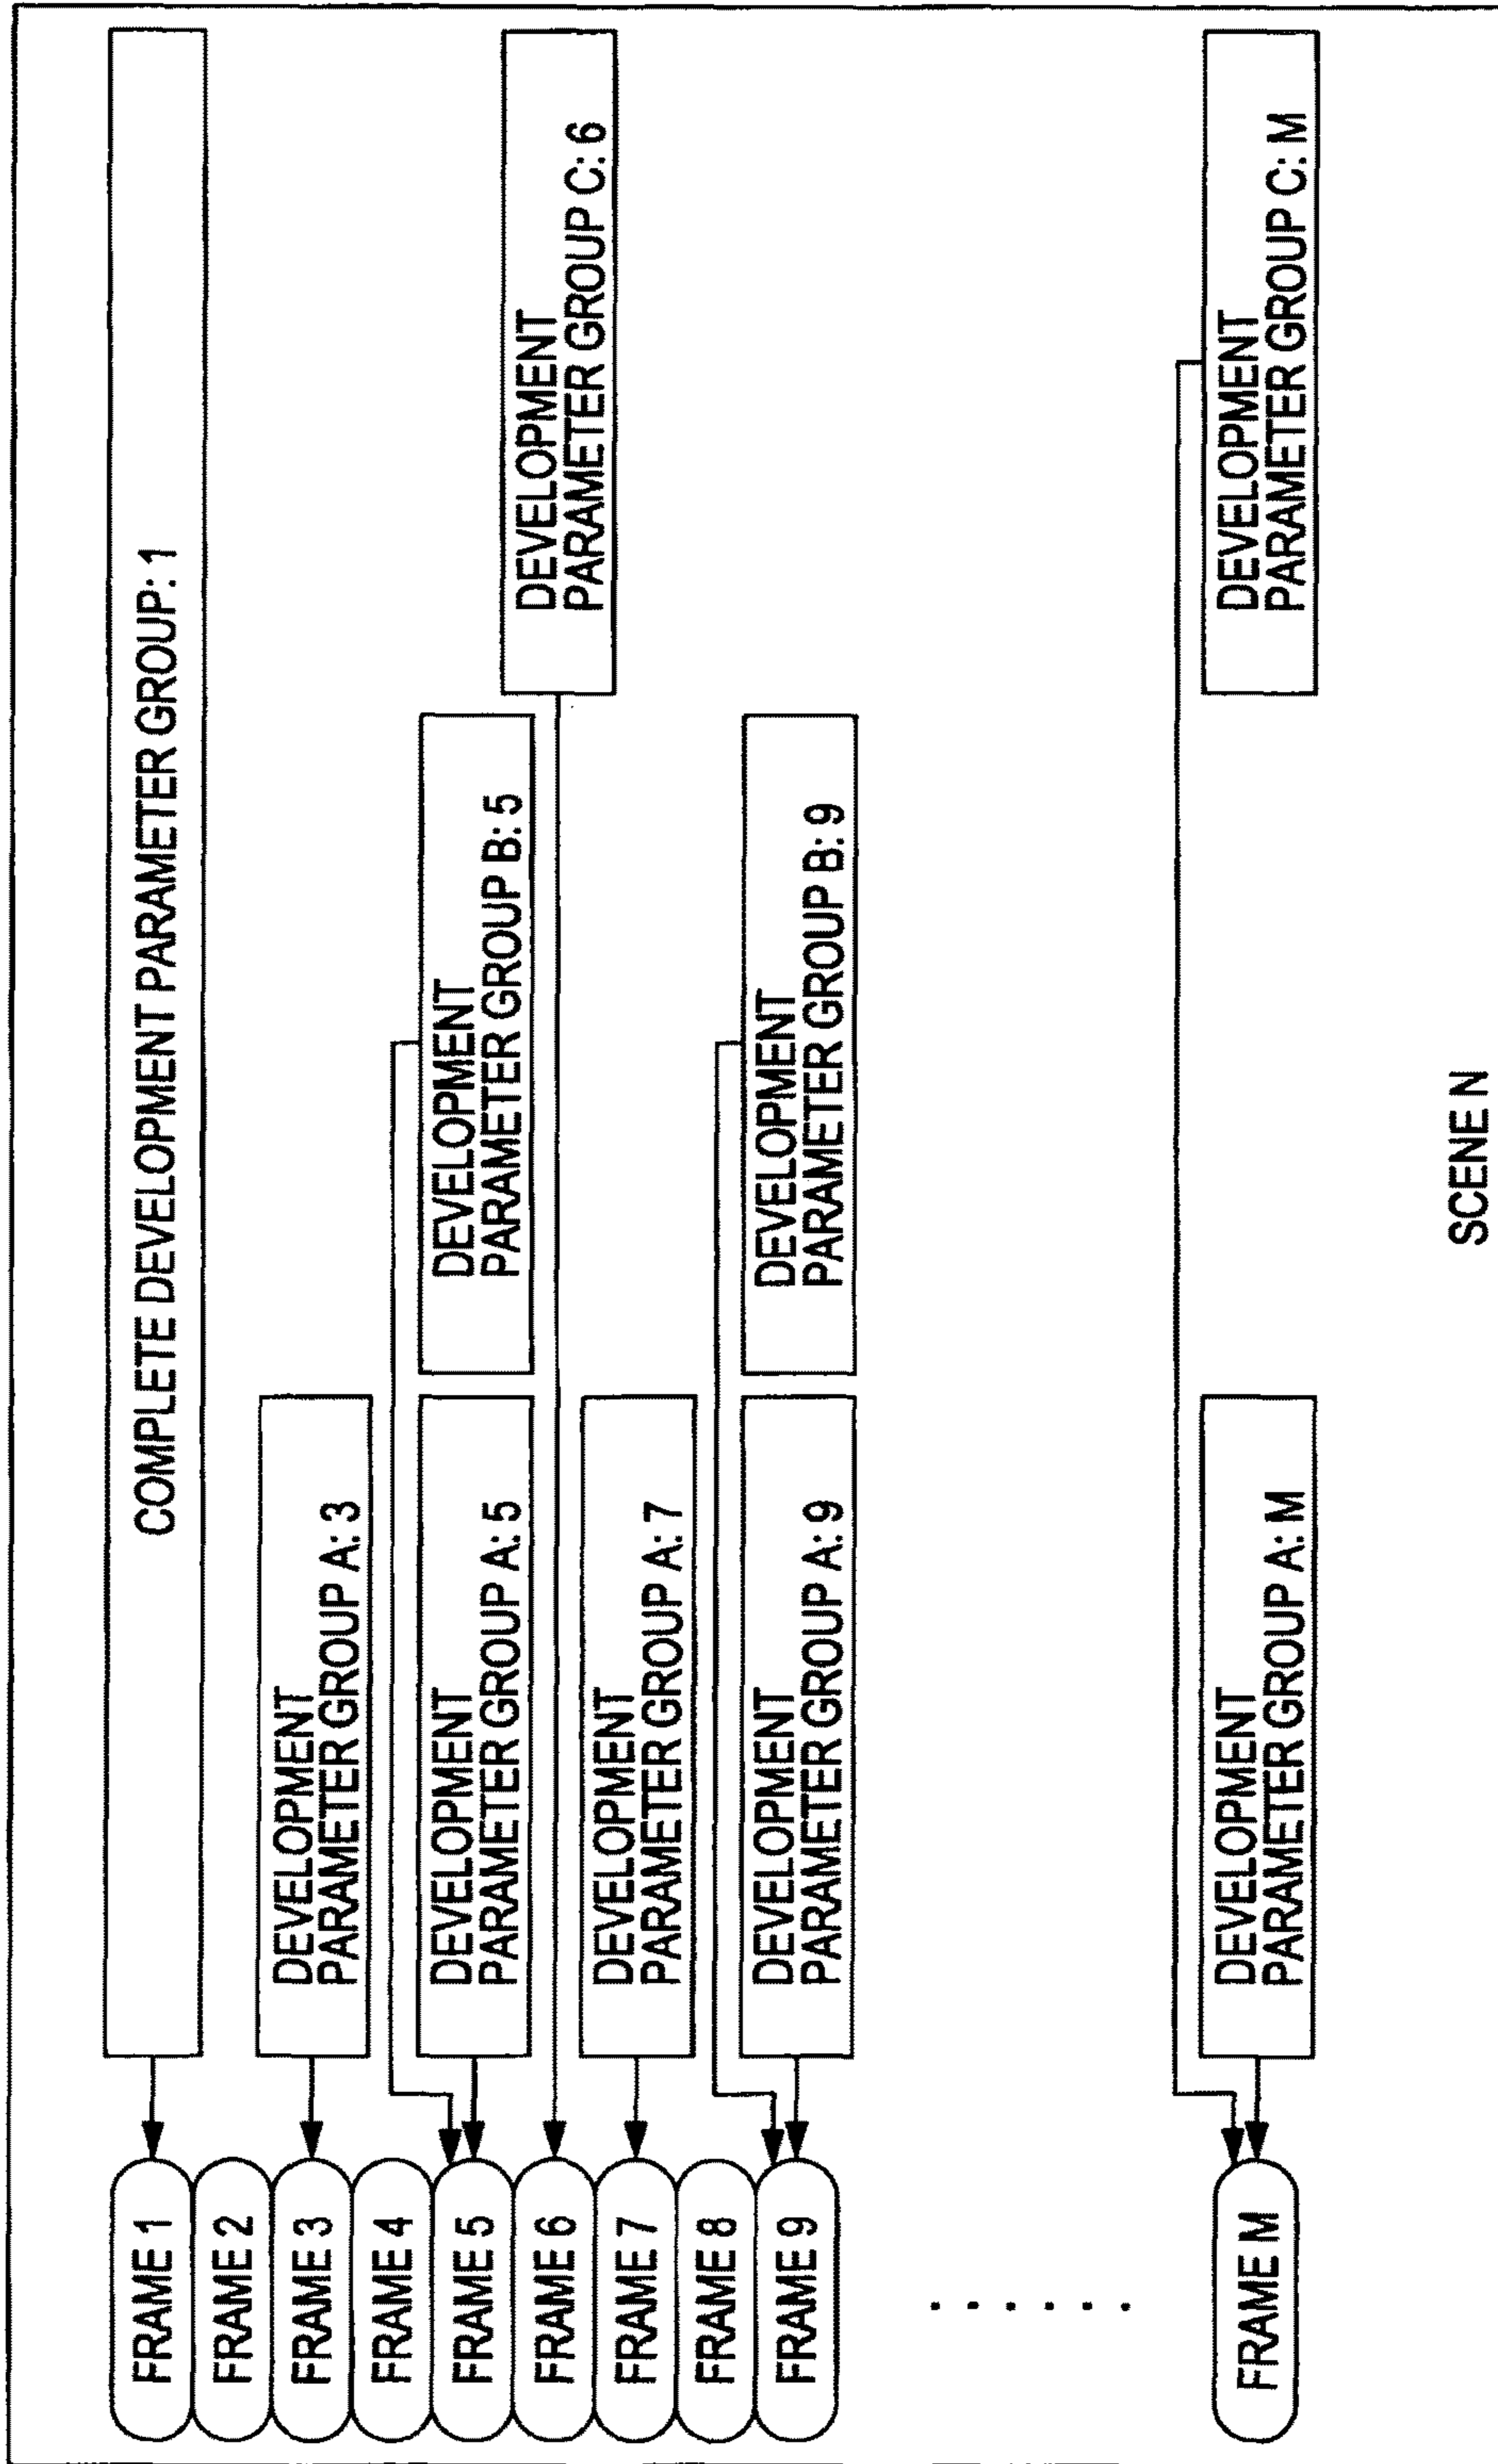 COMPLETE DEVELOPMENT PARAMETER GROUP: 1
FRAME 1
FRAME 2
DEVELOPMENT
PARAMETER GROUP A: 3
FRAME 3
FRAME 4
DEVELOPMENT
PARAMETER GROUP A: 5
DEVELOPMENT
PARAMETER GROUP B: 5
FRAME 5
DEVELOPMENT
PARAMETER GROUP C: 6
FRAME 6
DEVELOPMENT
PARAMETER GROUP A: 7
FRAME 7
FRAME 8
DEVELOPMENT
PARAMETER GROUP A: 9
DEVELOPMENT
PARAMETER GROUP B: 9
FRAME 9
. . . . . .
DEVELOPMENT
PARAMETER GROUP A: M
DEVELOPMENT
PARAMETER GROUP C: M
FRAME M
SCENE N